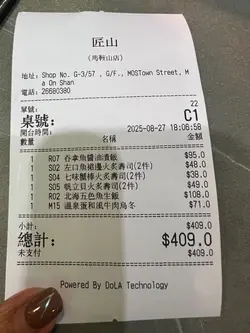 匠山
(馬鞍山店)
地址: Shop No. G-3/57 , G/F., MOSTown Street, M
a On Shan
電話: 26680380
單號: 22
桌號: C1
開台時間: 2025-08-27 18:06:58
數量 名稱 金額
1 R07 吞拿魚醬油漬飯 $95.0
1 S02 左口魚裙邊火炙壽司(2件) $48.0
1 S04 七味蟹棒火炙壽司(2件) $38.0
1 S05 帆立貝火炙壽司(2件) $49.0
1 R02 北海五色魚生飯 $108.0
1 M15 溫泉蛋和風牛肉烏冬 $71.0
小計: $409.0
總計: $409.0
未支付
Powered By DoLA Technology